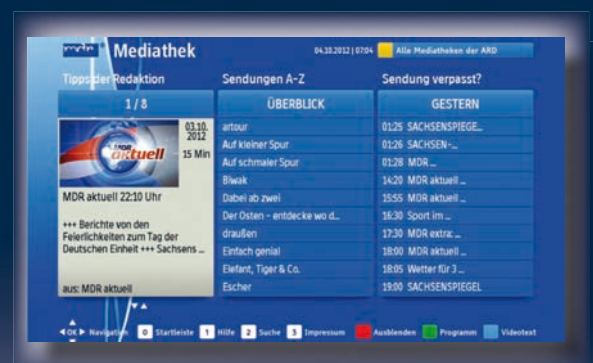 mdr Mediathek
04.10.2012 | 07:04 Alle Mediatheken der ARD
Tipps der Redaktion
1 / 8
03.10.
2012
15 Min
MDR
aktuell
MDR aktuell 22:10 Uhr
+++ Berichte von den
Feierlichkeiten zum Tag der
Deutschen Einheit +++ Sachsens ...
aus: MDR aktuell
Sendungen A-Z
ÜBERBLICK
artour
Auf kleiner Spur
Auf schmaler Spur
Biwak
Dabei ab zwei
Der Osten - entdecke wo d...
draußen
Einfach genial
Elefant, Tiger & Co.
Escher
Sendung verpasst?
GESTERN
01:25 SACHSENSPIEGE...
01:26 SACHSEN-...
01:28 MDR ...
14:20 MDR aktuell ...
15:55 MDR aktuell ...
16:30 Sport im ...
17:30 MDR extra: ...
18:00 MDR aktuell ...
18:05 Wetter für 3 ...
19:00 SACHSENSPIEGEL
OK Navigation 0 Startleiste 1 Hilfe 2 Suche 3 Impressum Ausblenden Programm Videotext